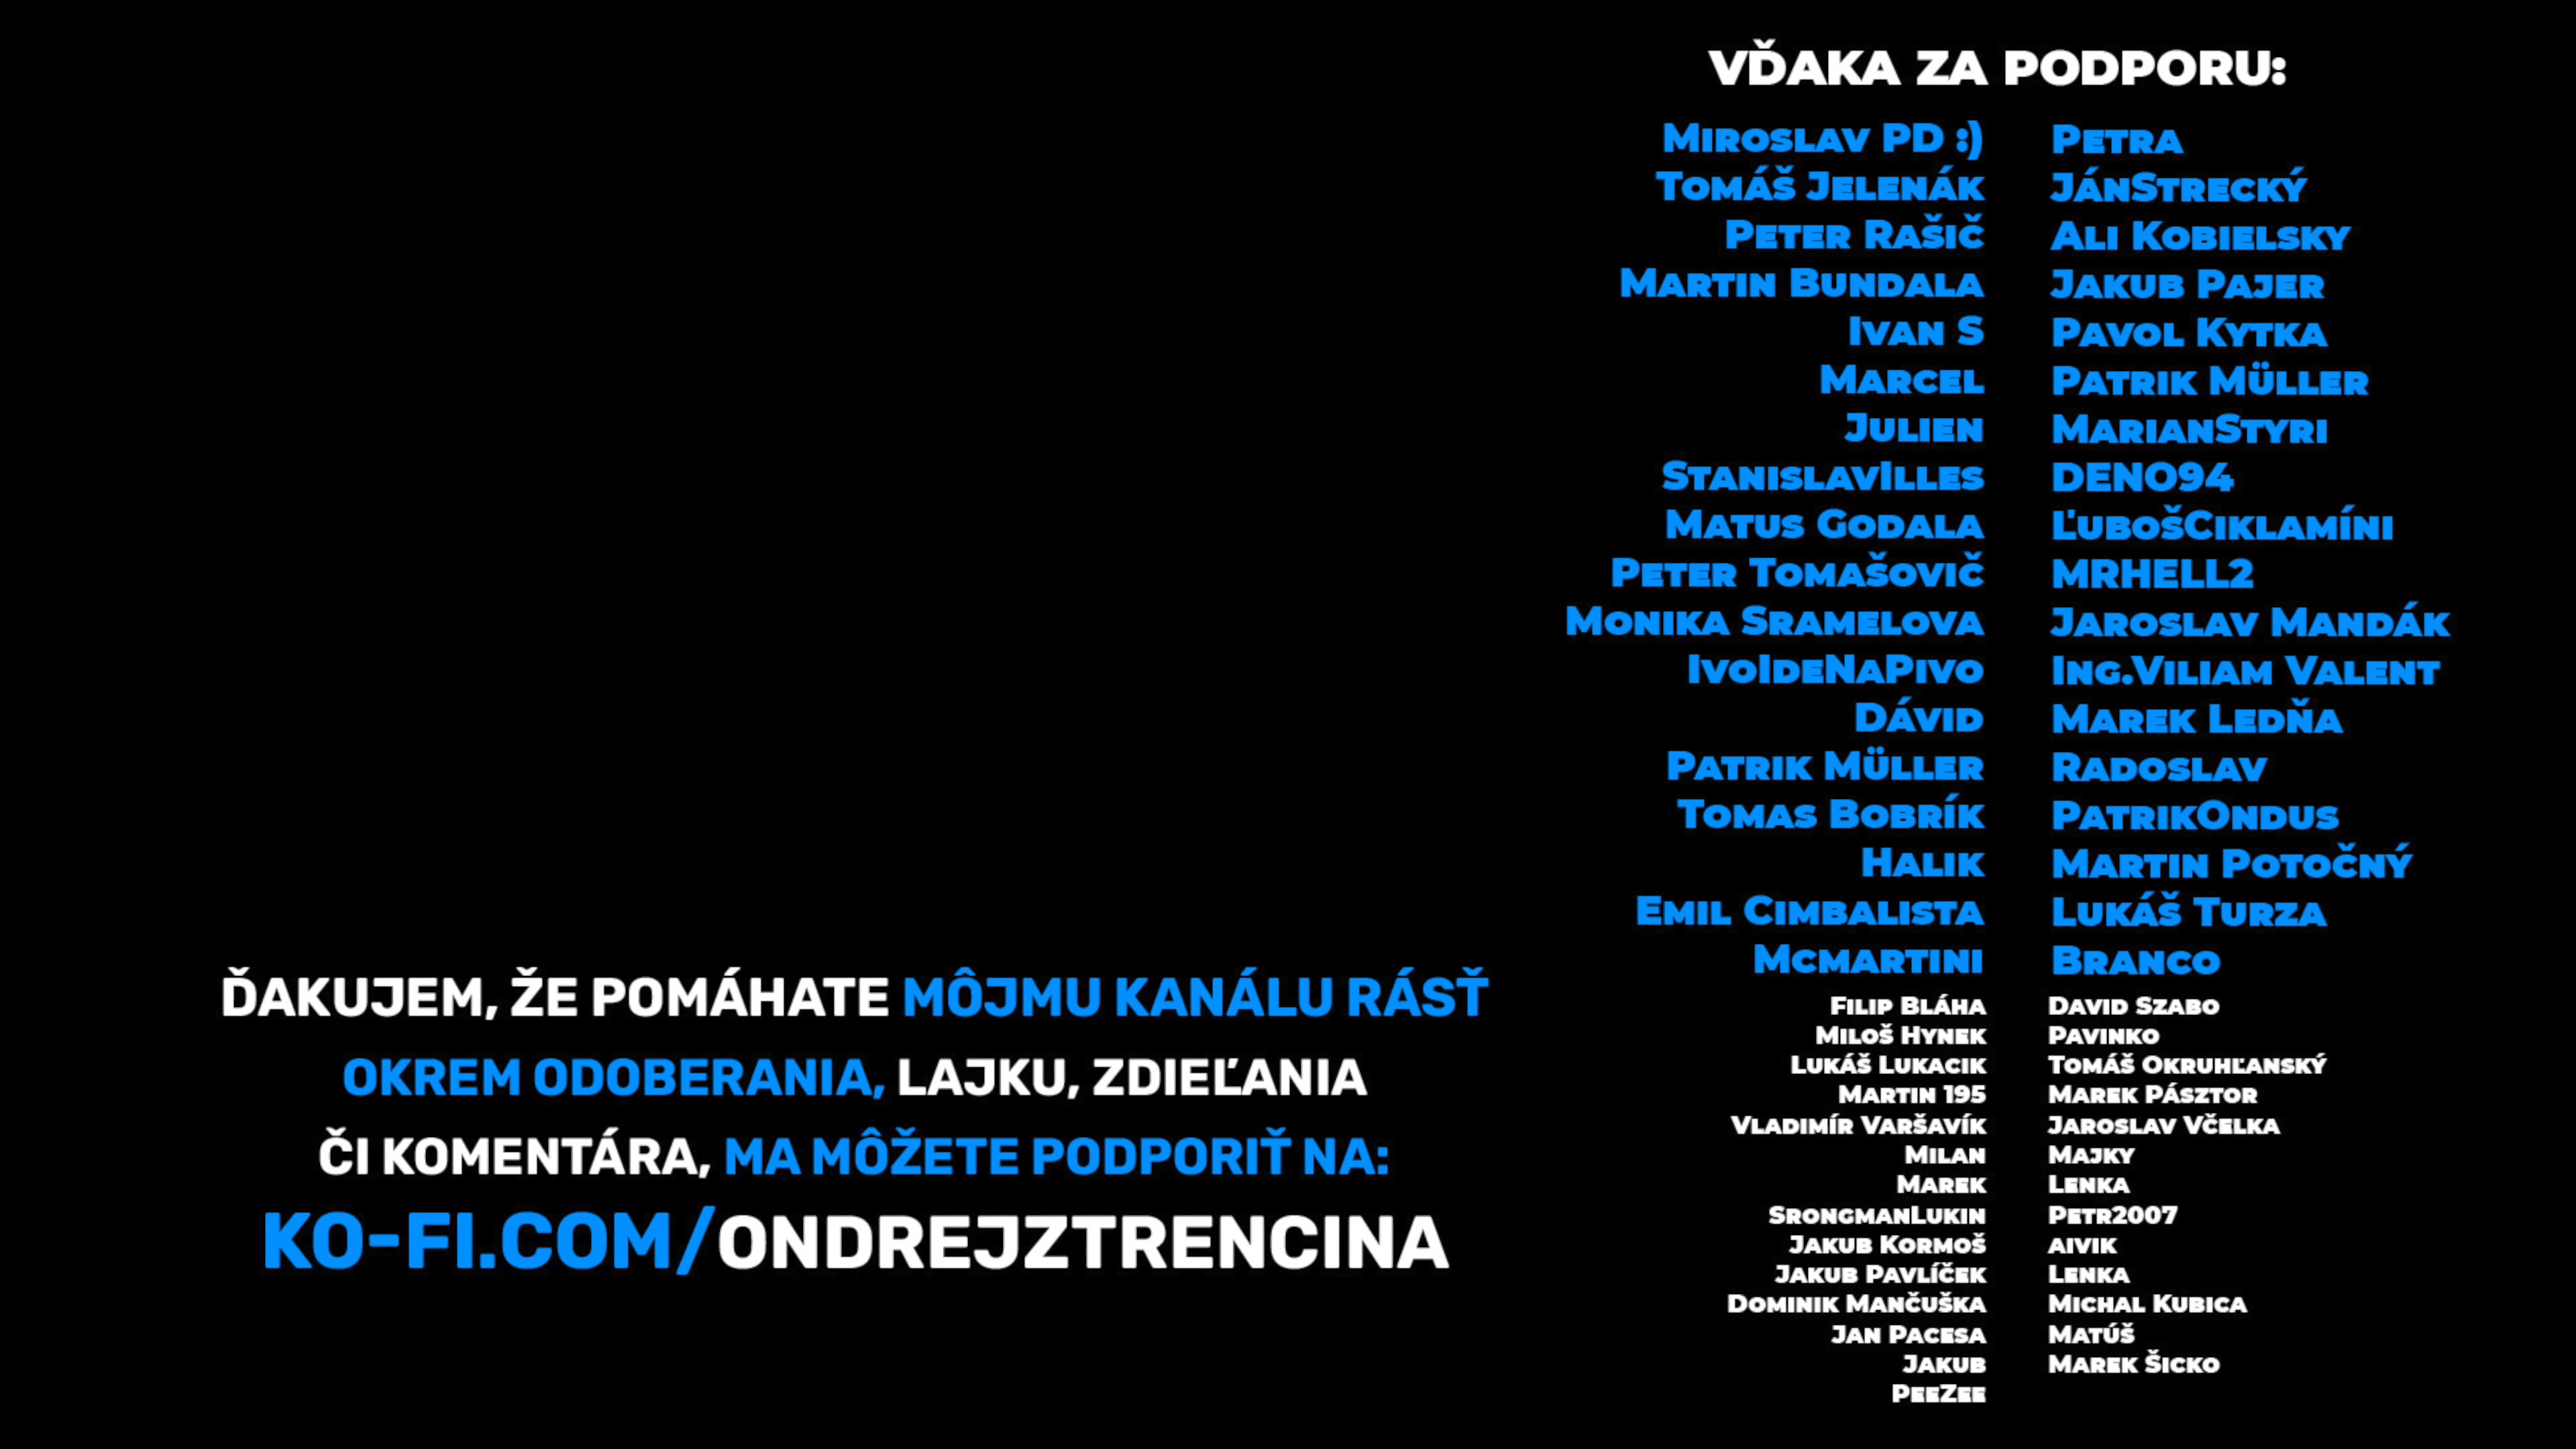 ĎAKUJEM, ŽE POMÁHATE MÔJMU KANÁLU RÁSŤ
OKREM ODOBERANIA, LAJKU, ZDIEĽANIA
ČI KOMENTÁRA, MA MÔŽETE PODPORIŤ NA:
KO-FI.COM/ONDREJZTRENCINA
VĎAKA ZA PODPORU:
Miroslav PD :)
Tomáš Jelenák
Peter Rašič
Martin Bundala
Ivan S
Marcel
Julien
StanislavIlles
Matus Godala
Peter Tomašovič
Monika Sramelova
IvoIdeNaPivo
Dávid
Patrik Müller
Tomas Bobrík
Halik
Emil Cimbalista
Mcmartini
Filip Bláha
Miloš Hynek
Lukáš Lukacik
Martin 195
Vladimír Varšavík
Milan
Marek
SrongmanLukin
Jakub Kormoš
Jakub Pavlíček
Dominik Mančuška
Jan Pacesa
Jakub
PeeZee
Petra
JánStrecký
Ali Kobielsky
Jakub Pajer
Pavol Kytka
Patrik Müller
MarianStyri
DENO94
ĽubošCiklamíni
MRHELL2
Jaroslav Mandák
Ing.Viliam Valent
Marek Ledňa
Radoslav
PatrikOndus
Martin Potočný
Lukáš Turza
Branco
David Szabo
Pavinko
Tomáš Okruhľanský
Marek Pásztor
Jaroslav Včelka
Majky
Lenka
Petr2007
aivik
Lenka
Michal Kubica
Matúš
Marek Šicko